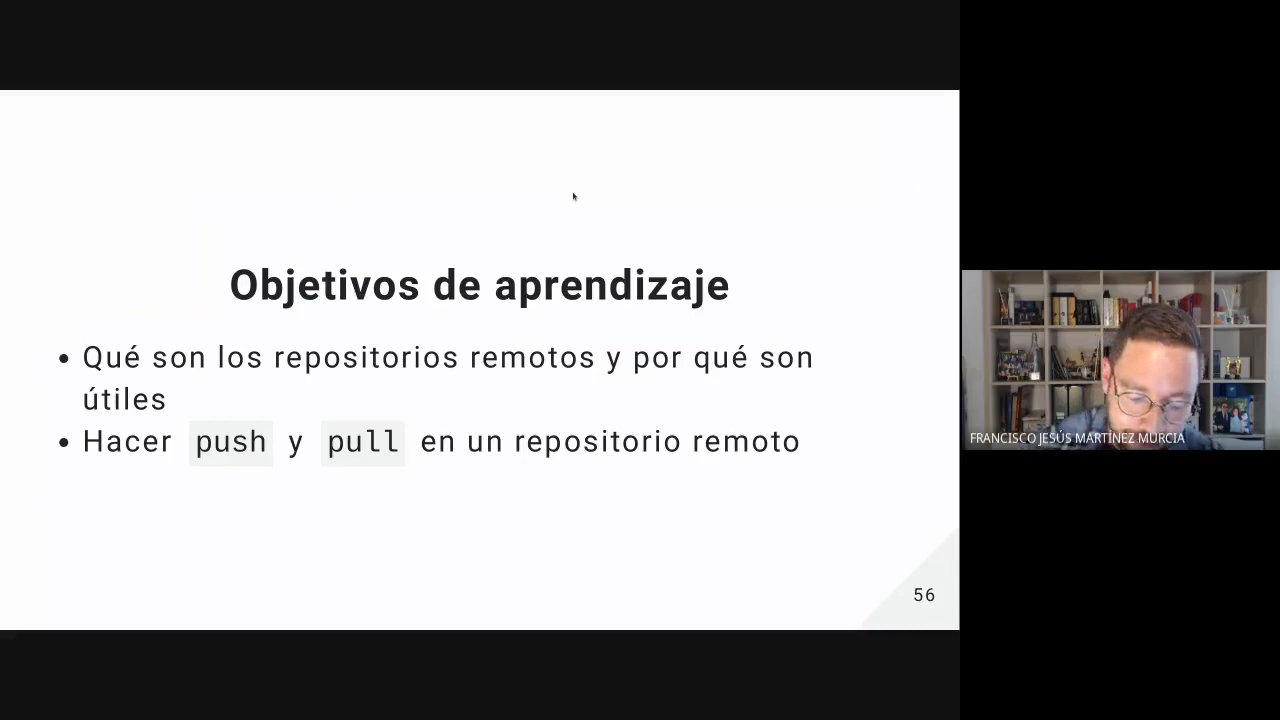 Objetivos de aprendizaje
• Qué son los repositorios remotos y por qué son
útiles
• Hacer push y pull en un repositorio remoto
56
FRANCISCO JESÚS MARTÍNEZ MURCIA